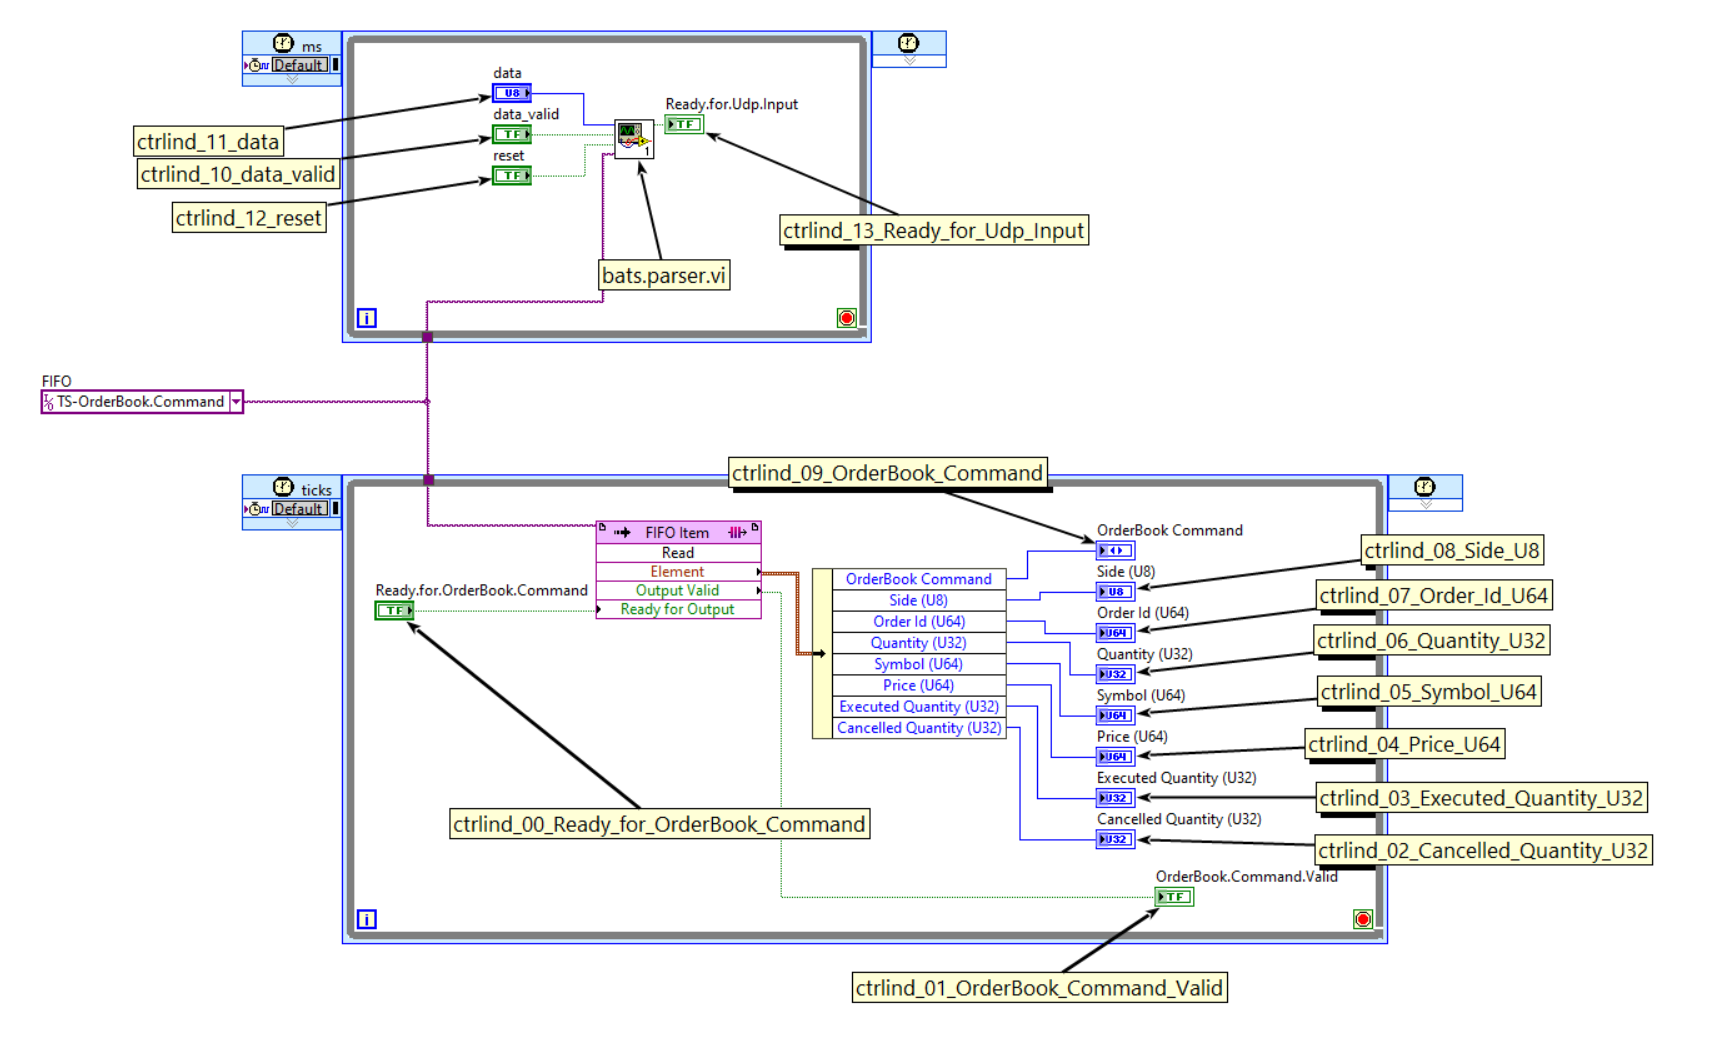 ms
Default
data
U8
ctrlind_11_data
data_valid
TF
ctrlind_10_data_valid
reset
TF
ctrlind_12_reset
1
Ready.for.Udp.Input
TF
ctrlind_13_Ready_for_Udp_Input
bats.parser.vi
i
FIFO
I/O TS-OrderBook.Command
ticks
Default
ctrlind_09_OrderBook_Command
FIFO Item
Read
Element
Output Valid
Ready for Output
Ready.for.OrderBook.Command
TF
ctrlind_00_Ready_for_OrderBook_Command
OrderBook Command
Side (U8)
Order Id (U64)
Quantity (U32)
Symbol (U64)
Price (U64)
Executed Quantity (U32)
Cancelled Quantity (U32)
OrderBook Command
Side (U8)
U8
ctrlind_08_Side_U8
Order Id (U64)
U64
ctrlind_07_Order_Id_U64
Quantity (U32)
U32
ctrlind_06_Quantity_U32
Symbol (U64)
U64
ctrlind_05_Symbol_U64
Price (U64)
U64
ctrlind_04_Price_U64
Executed Quantity (U32)
U32
ctrlind_03_Executed_Quantity_U32
Cancelled Quantity (U32)
U32
ctrlind_02_Cancelled_Quantity_U32
OrderBook.Command.Valid
TF
i
ctrlind_01_OrderBook_Command_Valid